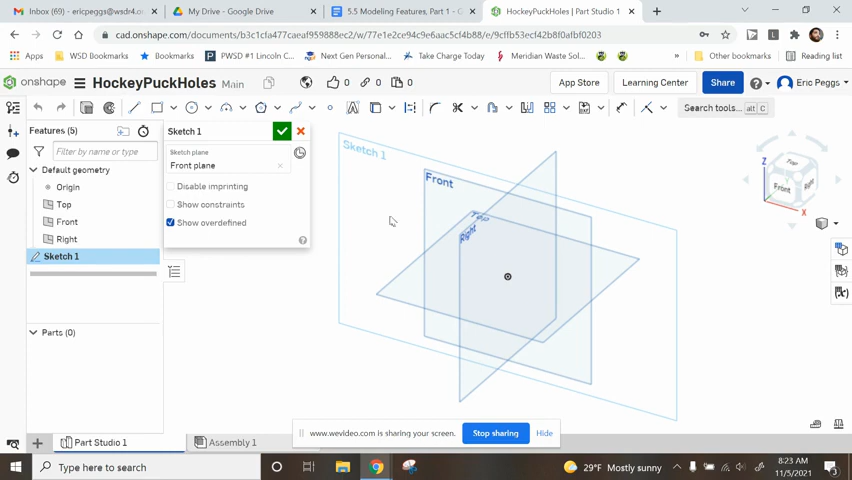 Inbox (69) - ericpeggs@wsdr4.o
My Drive - Google Drive
5.5 Modeling Features, Part 1 - G
HockeyPuckHoles | Part Studio 1
cad.onshape.com/documents/b3c1cfa477caeaf959888ec2/w/77e1e2ce94c9e6aac5cf4b88/e/9cffb53ecf42b8f0afbf0203
Apps
WSD Bookmarks
Important Docs
PWSD #1 Lincoln C...
Next Gen Personal...
Take Charge Today
Meridian Waste Sol...
»
Other bookmarks
Reading list
onshape
HockeyPuckHoles
Main
0
0
0
App Store
Learning Center
Share
Eric Peggs
Search tools...
alt
C
Features (5)
Filter by name or type
Default geometry
Origin
Top
Front
Right
Sketch 1
Parts (0)
Sketch 1
Sketch plane
Front plane
Disable imprinting
Show constraints
Show overdefined
Sketch 1
Front
Top
Right
Z
Top
Front
Right
X
www.wevideo.com is sharing your screen.
Stop sharing
Hide
Part Studio 1
Assembly 1
Type here to search
29°F Mostly sunny
8:23 AM
11/5/2021